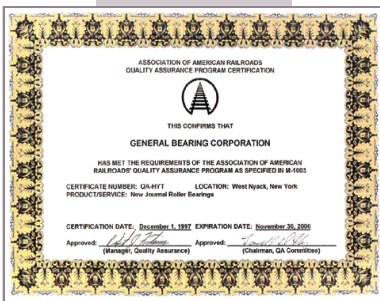 ASSOCIATION OF AMERICAN RAILROADS
QUALITY ASSURANCE PROGRAM CERTIFICATION
THIS CONFIRMS THAT
GENERAL BEARING CORPORATION
HAS MET THE REQUIREMENTS OF THE ASSOCIATION OF AMERICAN
RAILROADS' QUALITY ASSURANCE PROGRAM AS SPECIFIED IN M-1003
CERTIFICATE NUMBER: QA-HYT LOCATION: West Nyack, New York
PRODUCT/SERVICE: New Journal Roller Bearings
CERTIFICATION DATE: December 1, 1997 EXPIRATION DATE: November 30, 2000
Approved: Approved:
(Manager, Quality Assurance) (Chairman, QA Committee)